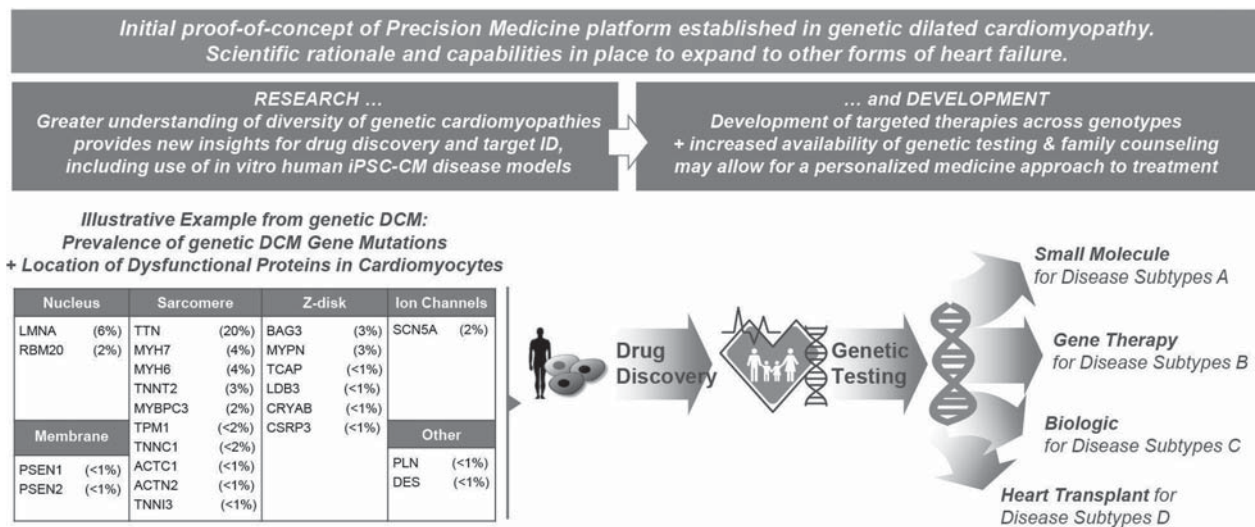 Initial proof-of-concept of Precision Medicine platform established in genetic dilated cardiomyopathy.
Scientific rationale and capabilities in place to expand to other forms of heart failure.
RESEARCH ...
Greater understanding of diversity of genetic cardiomyopathies
provides new insights for drug discovery and target ID,
including use of in vitro human iPSC-CM disease models
... and DEVELOPMENT
Development of targeted therapies across genotypes
+ increased availability of genetic testing & family counseling
may allow for a personalized medicine approach to treatment
Illustrative Example from genetic DCM:
Prevalence of genetic DCM Gene Mutations
+ Location of Dysfunctional Proteins in Cardiomyocytes
Nucleus
LMNA (6%)
RBM20 (2%)
Membrane
PSEN1 (<1%)
PSEN2 (<1%)
Sarcomere
TTN (20%)
MYH7 (4%)
MYH6 (4%)
TNNT2 (3%)
MYBPC3 (2%)
TPM1 (<2%)
TNNC1 (<2%)
ACTC1 (<1%)
ACTN2 (<1%)
TNNI3 (<1%)
Z-disk
BAG3 (3%)
MYPN (3%)
TCAP (<1%)
LDB3 (<1%)
CRYAB (<1%)
CSRP3 (<1%)
Ion Channels
SCN5A (2%)
Other
PLN (<1%)
DES (<1%)
Drug
Discovery
Genetic
Testing
Small Molecule
for Disease Subtypes A
Gene Therapy
for Disease Subtypes B
Biologic
for Disease Subtypes C
Heart Transplant for
Disease Subtypes D